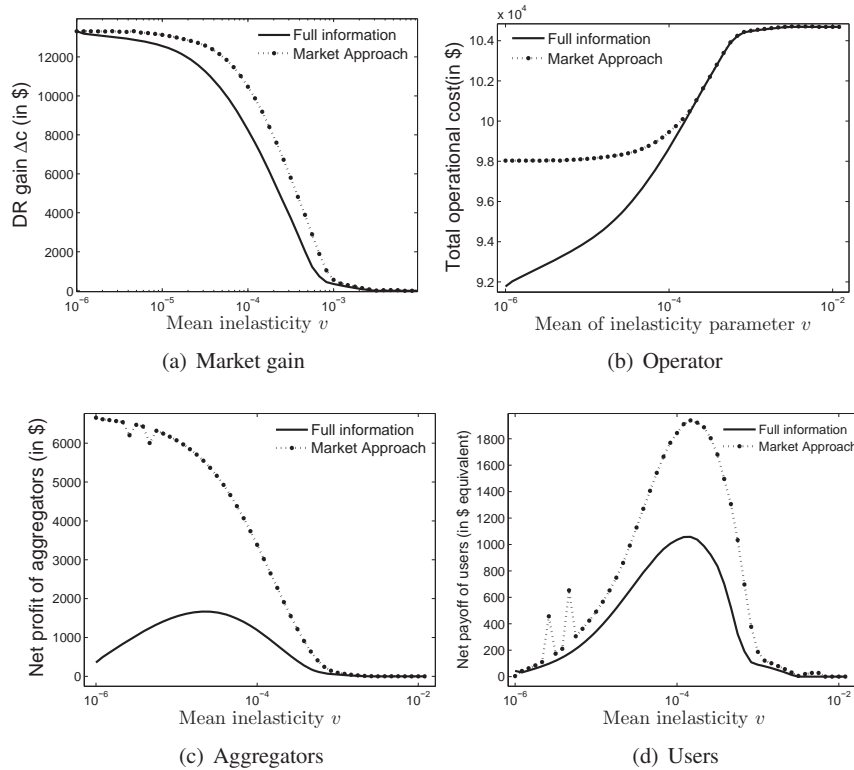 Full information
Market Approach
DR gain Δc (in $)
12000
10000
8000
6000
4000
2000
0
10⁻⁶
10⁻⁵
10⁻⁴
10⁻³
Mean inelasticity v
(a) Market gain
x 10⁴
Full information
Market Approach
Total operational cost(in $)
10.4
10.2
10
9.8
9.6
9.4
9.2
10⁻⁶
10⁻⁴
10⁻²
Mean of inelasticity parameter v
(b) Operator
Full information
Market Approach
Net profit of aggregators (in $)
6000
5000
4000
3000
2000
1000
0
10⁻⁶
10⁻⁴
10⁻²
Mean inelasticity v
(c) Aggregators
Full information
Market Approach
Net payoff of users (in $ equivalent)
1800
1600
1400
1200
1000
800
600
400
200
0
10⁻⁶
10⁻⁴
10⁻²
Mean inelasticity v
(d) Users